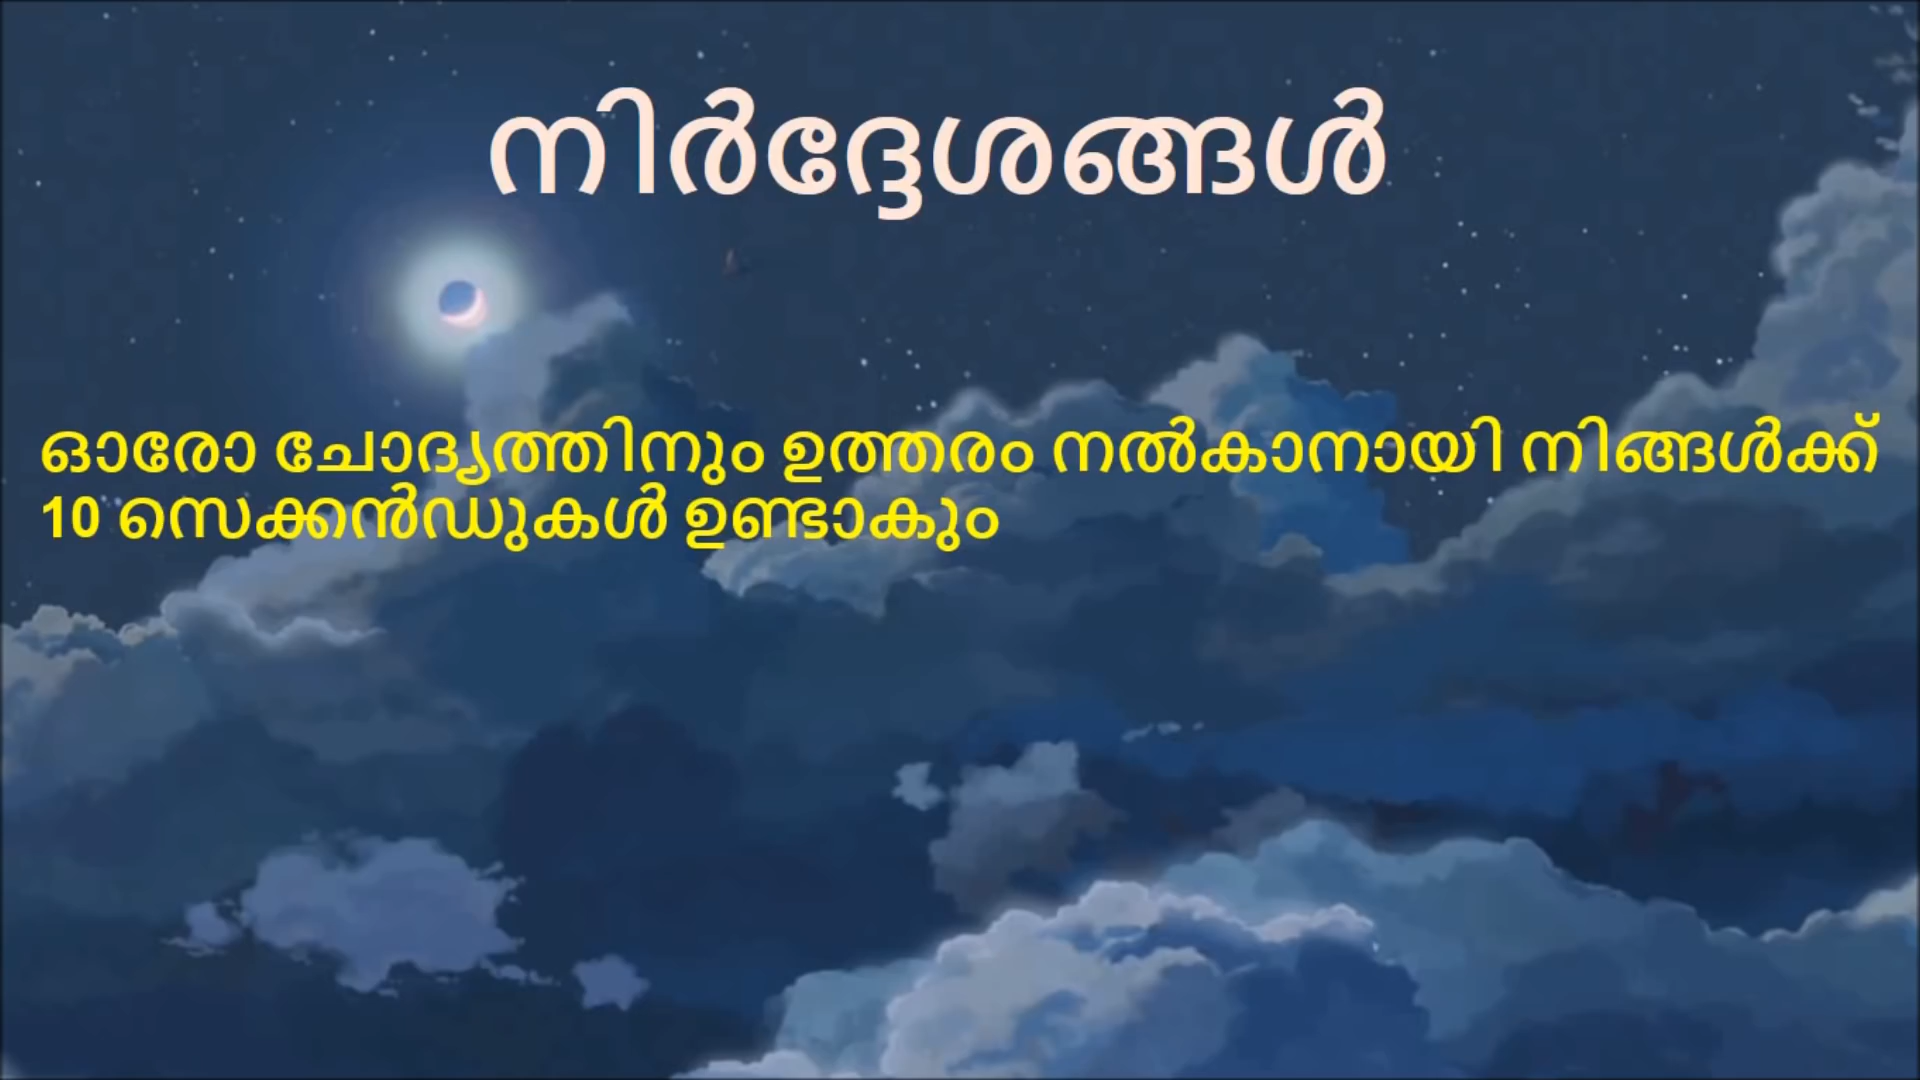 നിർദ്ദേശങ്ങൾ
ഓരോ ചോദ്യത്തിനും ഉത്തരം നൽകാനായി നിങ്ങൾക്ക്
10 സെക്കൻഡുകൾ ഉണ്ടാകും